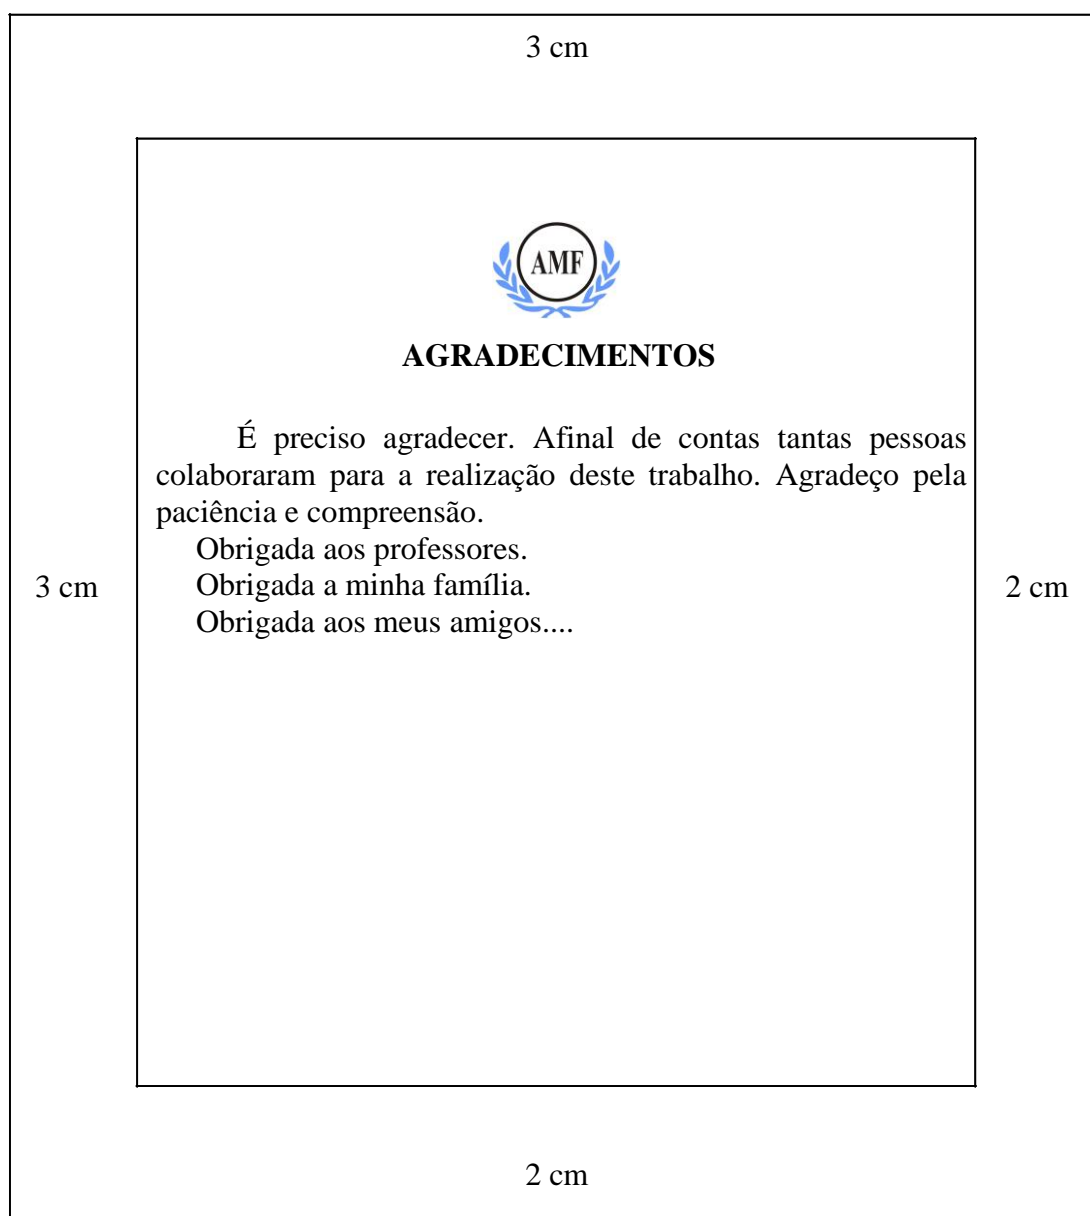 3 cm
AMF
AGRADECIMENTOS
É preciso agradecer. Afinal de contas tantas pessoas
colaboraram para a realização deste trabalho. Agradeço pela
paciência e compreensão.
Obrigada aos professores.
Obrigada a minha família.
Obrigada aos meus amigos....
3 cm
2 cm
2 cm